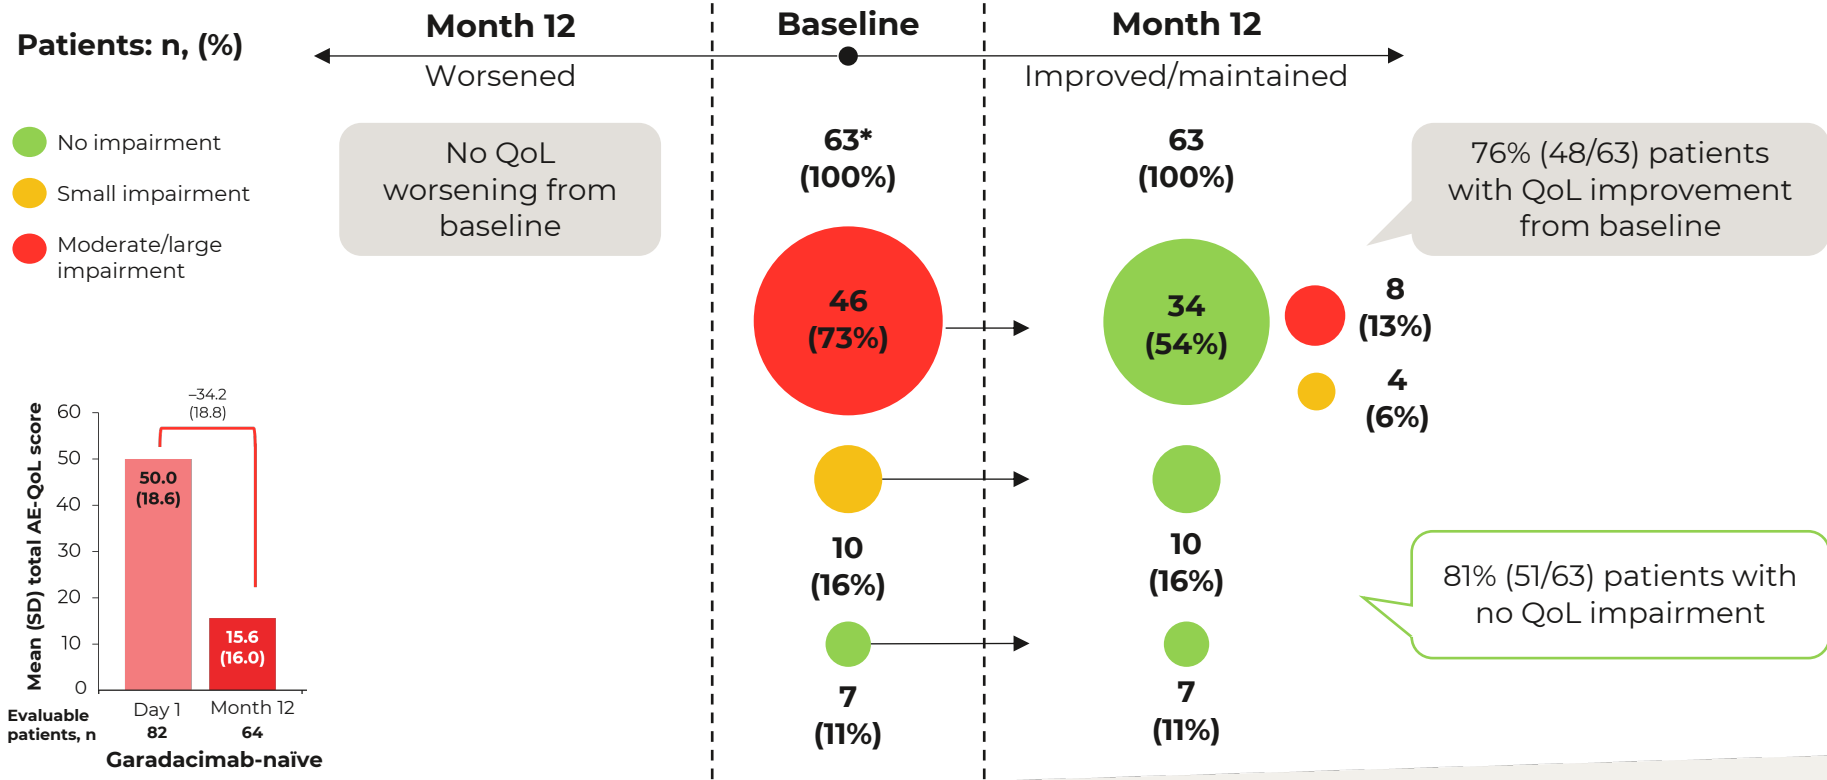 Patients: n, (%)
Month 12
Baseline
Month 12
Worsened
Improved/maintained
No impairment
Small impairment
Moderate/large
impairment
No QoL
worsening from
baseline
63*
(100%)
63
(100%)
76% (48/63) patients
with QoL improvement
from baseline
46
(73%)
34
(54%)
8
(13%)
4
(6%)
10
(16%)
10
(16%)
81% (51/63) patients with
no QoL impairment
7
(11%)
7
(11%)
Mean (SD) total AE-QoL score
60
50
40
30
20
10
0
–34.2
(18.8)
50.0
(18.6)
15.6
(16.0)
Day 1
Month 12
Evaluable
patients, n
82
64
Garadacimab-naïve